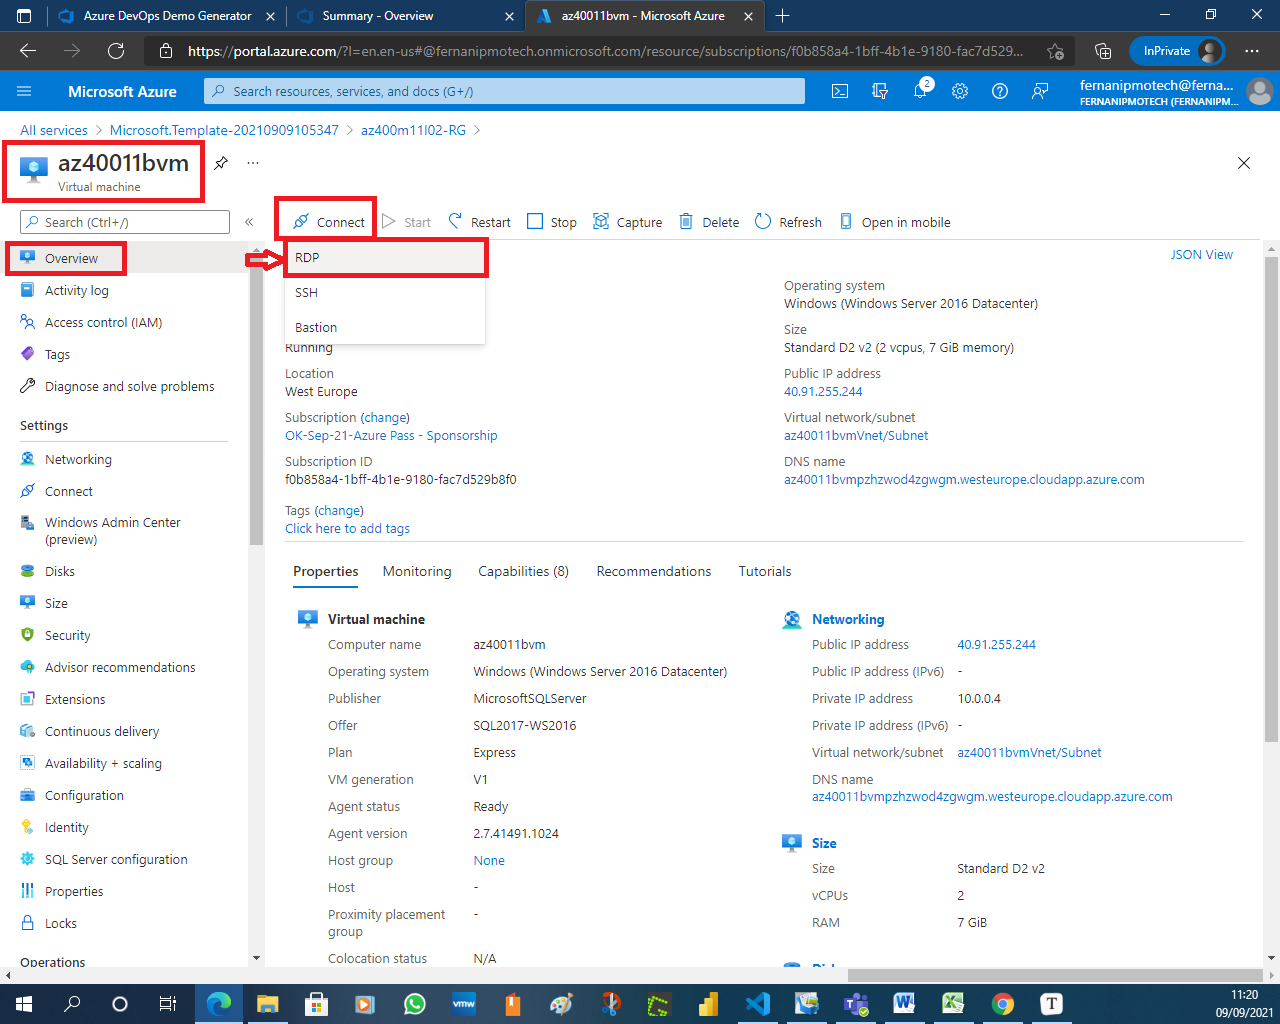 Azure DevOps Demo Generator
Summary - Overview
az40011bvm - Microsoft Azure
https://portal.azure.com/?l=en.en-us#@fernanipmotech.onmicrosoft.com/resource/subscriptions/f0b858a4-1bff-4b1e-9180-fac7d529...
InPrivate
Microsoft Azure
Search resources, services, and docs (G+/)
2
fernanipmotech@ferna...
FERNANIPMOTECH (FERNANIPM...
All services > Microsoft.Template-20210909105347 > az400m11l02-RG >
az40011bvm
Virtual machine
Search (Ctrl+/)
Connect
Start
Restart
Stop
Capture
Delete
Refresh
Open in mobile
Overview
Activity log
Access control (IAM)
Tags
Diagnose and solve problems
Settings
Networking
Connect
Windows Admin Center
(preview)
Disks
Size
Security
Advisor recommendations
Extensions
Continuous delivery
Availability + scaling
Configuration
Identity
SQL Server configuration
Properties
Locks
Operations
RDP
SSH
Bastion
JSON View
Running
Location
West Europe
Subscription (change)
OK-Sep-21-Azure Pass - Sponsorship
Subscription ID
f0b858a4-1bff-4b1e-9180-fac7d529b8f0
Tags (change)
Click here to add tags
Operating system
Windows (Windows Server 2016 Datacenter)
Size
Standard D2 v2 (2 vcpus, 7 GiB memory)
Public IP address
40.91.255.244
Virtual network/subnet
az40011bvmVnet/Subnet
DNS name
az40011bvmpzhzwod4zgwgm.westeurope.cloudapp.azure.com
Properties
Monitoring
Capabilities (8)
Recommendations
Tutorials
Virtual machine
Computer name az40011bvm
Operating system Windows (Windows Server 2016 Datacenter)
Publisher MicrosoftSQLServer
Offer SQL2017-WS2016
Plan Express
VM generation V1
Agent status Ready
Agent version 2.7.41491.1024
Host group None
Host -
Proximity placement -
group
Colocation status N/A
Networking
Public IP address 40.91.255.244
Public IP address (IPv6) -
Private IP address 10.0.0.4
Private IP address (IPv6) -
Virtual network/subnet az40011bvmVnet/Subnet
DNS name
az40011bvmpzhzwod4zgwgm.westeurope.cloudapp.azure.com
Size
Size Standard D2 v2
vCPUs 2
RAM 7 GiB
vmw
T
11:20
09/09/2021